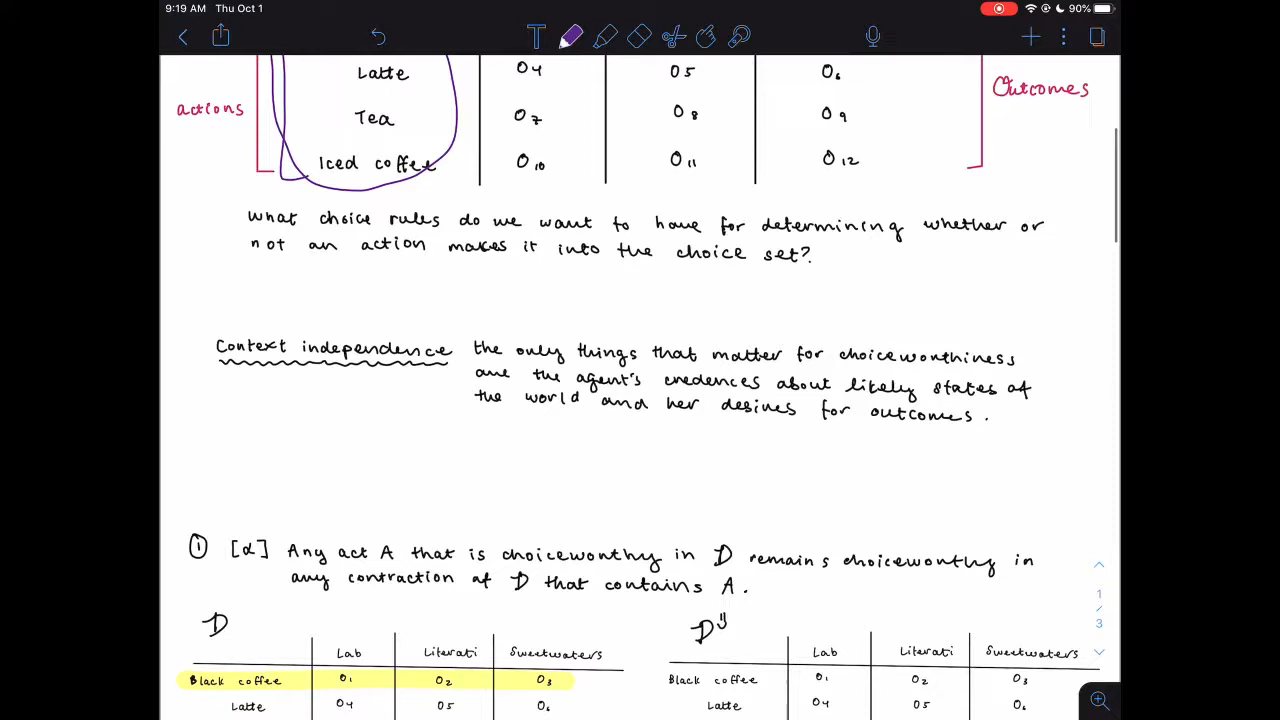 9:19 AM Thu Oct 1 90%
Latte O4 O5 O6
actions Outcomes
Tea O7 O8 O9
Iced coffee O10 O11 O12
What choice rules do we want to have for determining whether or
not an action makes it into the choice set?
Context independence the only things that matter for choiceworthiness
are the agent's credences about likely states of
the world and her desires for outcomes.
① [α] Any act A that is choiceworthy in D remains choiceworthy in
any contraction of D that contains A.
D D⇓
Lab Literati Sweetwaters Lab Literati Sweetwaters
Black coffee O1 O2 O3 Black coffee O1 O2 O3
Latte O4 O5 O6 Latte O4 O5 O6
1
/
3